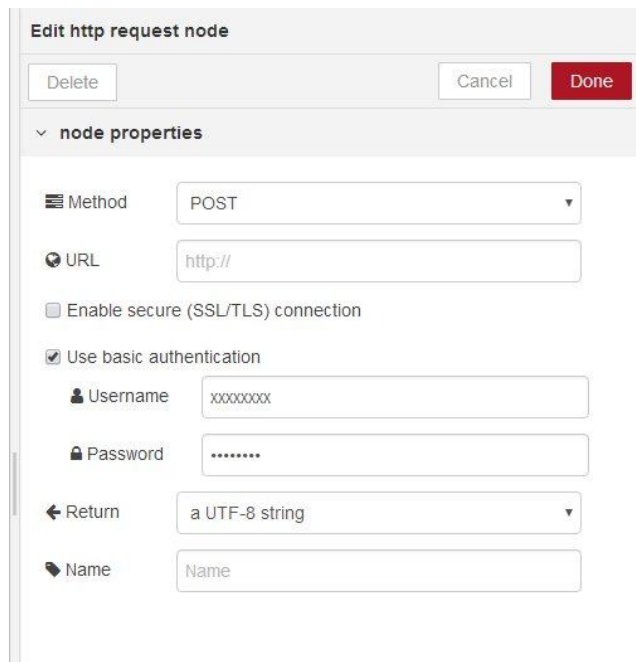 Edit http request node
Delete
Cancel
Done
node properties
Method
POST
URL
http://
Enable secure (SSL/TLS) connection
Use basic authentication
Username
xxxxxxxx
Password
••••••••
Return
a UTF-8 string
Name
Name